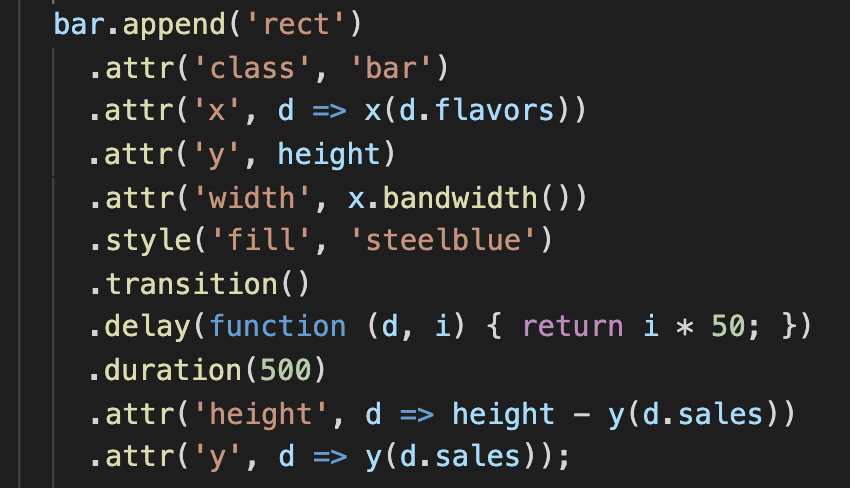 bar.append('rect')
.attr('class', 'bar')
.attr('x', d => x(d.flavors))
.attr('y', height)
.attr('width', x.bandwidth())
.style('fill', 'steelblue')
.transition()
.delay(function (d, i) { return i * 50; })
.duration(500)
.attr('height', d => height - y(d.sales))
.attr('y', d => y(d.sales));